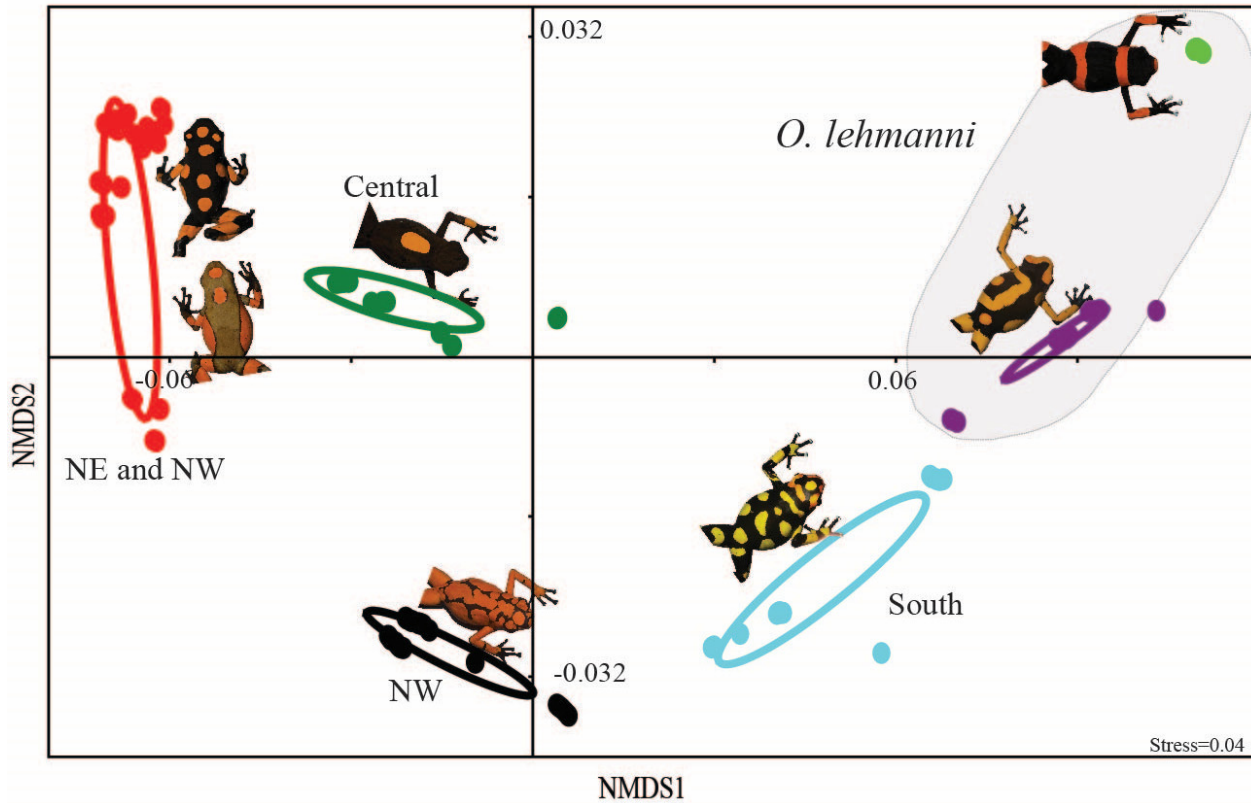 0.032
O. lehmanni
Central
-0.06
0.06
NMDS2
NE and NW
South
-0.032
NW
Stress=0.04
NMDS1